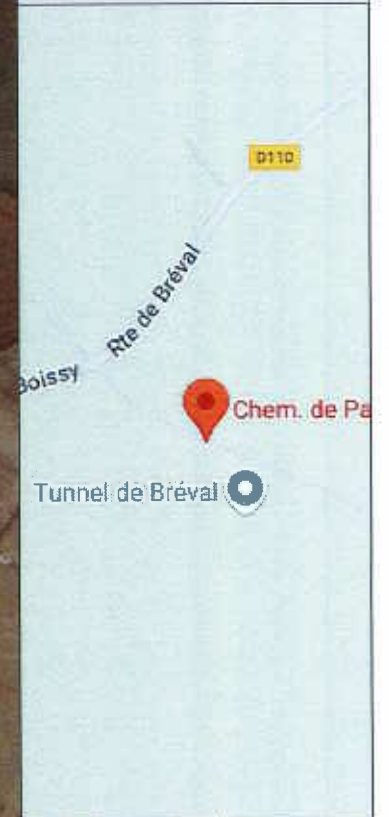 D110
Rte de Bréval
Boissy
Chem. de Pa
Tunnel de Bréval